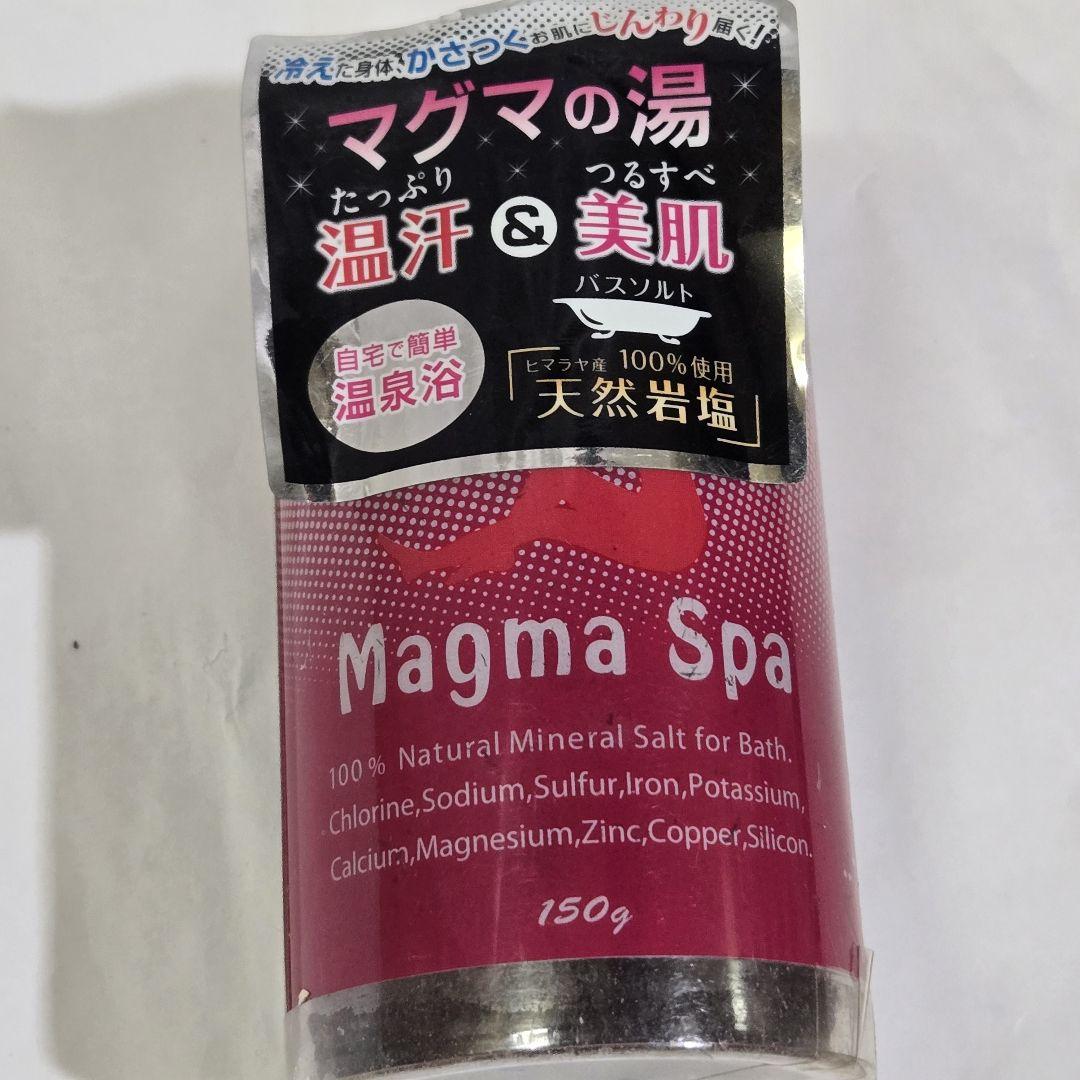 冷えた身体、かさつくお肌にじんわり届く!
マグマの湯
たっぷり
温汗
&
つるすべ
美肌
バスソルト
自宅で簡単
温泉浴
ヒマラヤ産 100%使用
天然岩塩
Magma Spa
100% Natural Mineral Salt for Bath.
Chlorine,Sodium,Sulfur,Iron,Potassium,
Calcium,Magnesium,Zinc,Copper,Silicon.
150g